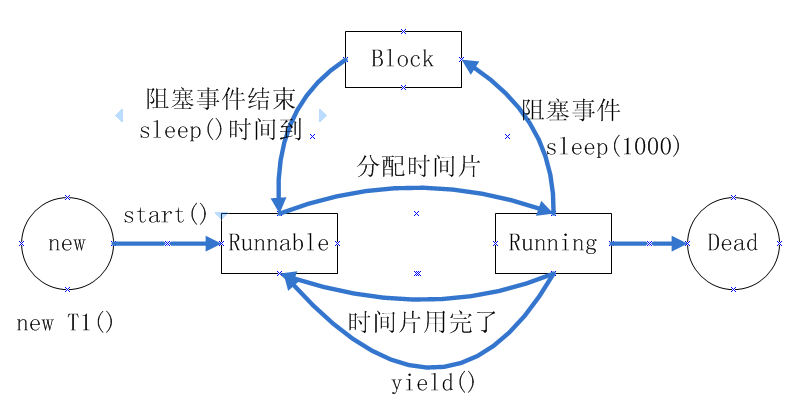 Block
阻塞事件结束
sleep()时间到
阻塞事件
sleep(1000)
分配时间片
start()
new
Runnable
Running
Dead
new T1()
时间片用完了
yield()